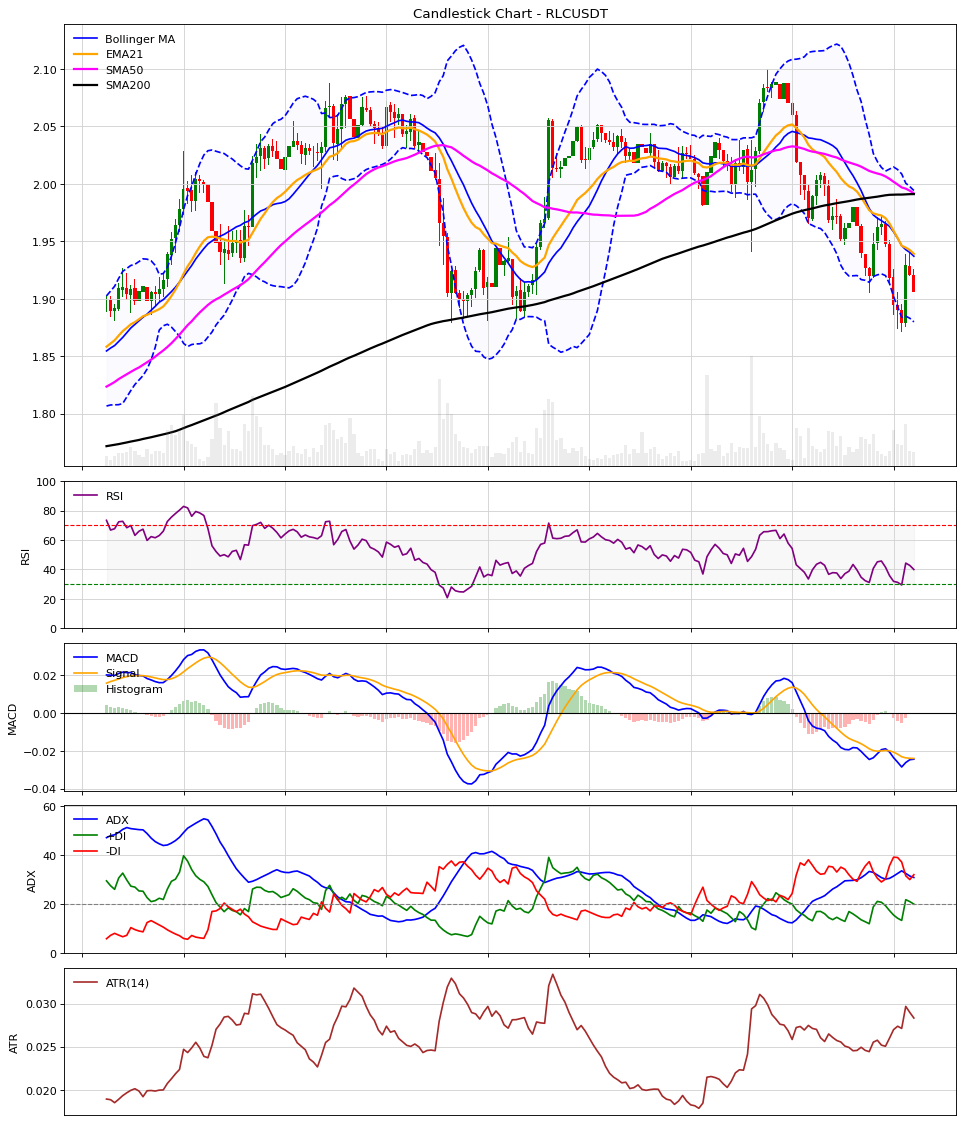 Candlestick Chart - RLCUSDT
Bollinger MA
EMA21
SMA50
SMA200
2.10
2.05
2.00
1.95
1.90
1.85
1.80
RSI
RSI
100
80
60
40
20
0
MACD
Signal
Histogram
MACD
0.02
0.00
−0.02
−0.04
ADX
+DI
-DI
ADX
60
40
20
0
ATR(14)
ATR
0.030
0.025
0.020